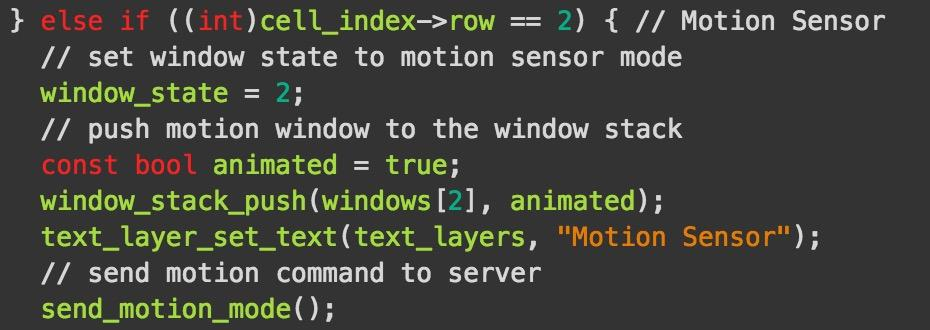 } else if ((int)cell_index->row == 2) { // Motion Sensor
// set window state to motion sensor mode
window_state = 2;
// push motion window to the window stack
const bool animated = true;
window_stack_push(windows[2], animated);
text_layer_set_text(text_layers, "Motion Sensor");
// send motion command to server
send_motion_mode();